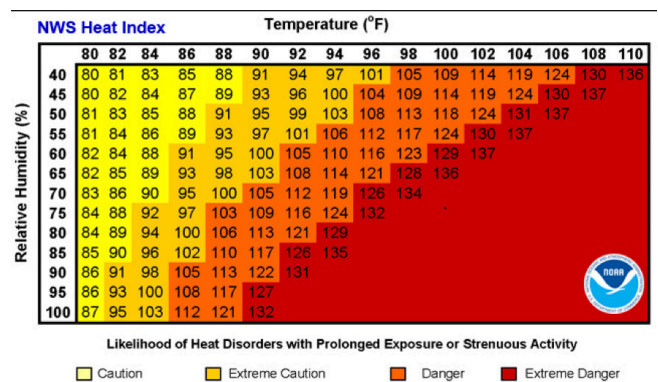 NWS Heat Index
Temperature (°F)
80 82 84 86 88 90 92 94 96 98 100 102 104 106 108 110
Relative Humidity (%)
40 80 81 83 85 88 91 94 97 101 105 109 114 119 124 130 136
45 80 82 84 87 89 93 96 100 104 109 114 119 124 130 137
50 81 83 85 88 91 95 99 103 108 113 118 124 131 137
55 81 84 86 89 93 97 101 106 112 117 124 130 137
60 82 84 88 91 95 100 105 110 116 123 129 137
65 82 85 89 93 98 103 108 114 121 128 136
70 83 86 90 95 100 105 112 119 126 134
75 84 88 92 97 103 109 116 124 132
80 84 89 94 100 106 113 121 129
85 85 90 96 102 110 117 126 135
90 86 91 98 105 113 122 131
95 86 93 100 108 117 127
100 87 95 103 112 121 132
NOAA
Likelihood of Heat Disorders with Prolonged Exposure or Strenuous Activity
Caution Extreme Caution Danger Extreme Danger